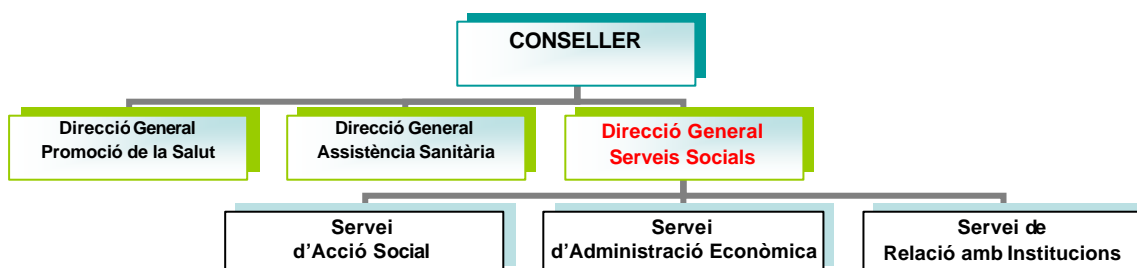 CONSELLER
Direcció General
Promoció de la Salut
Direcció General
Assistència Sanitària
Direcció General
Serveis Socials
Servei
d'Acció Social
Servei
d'Administració Econòmica
Servei de
Relació amb Institucions